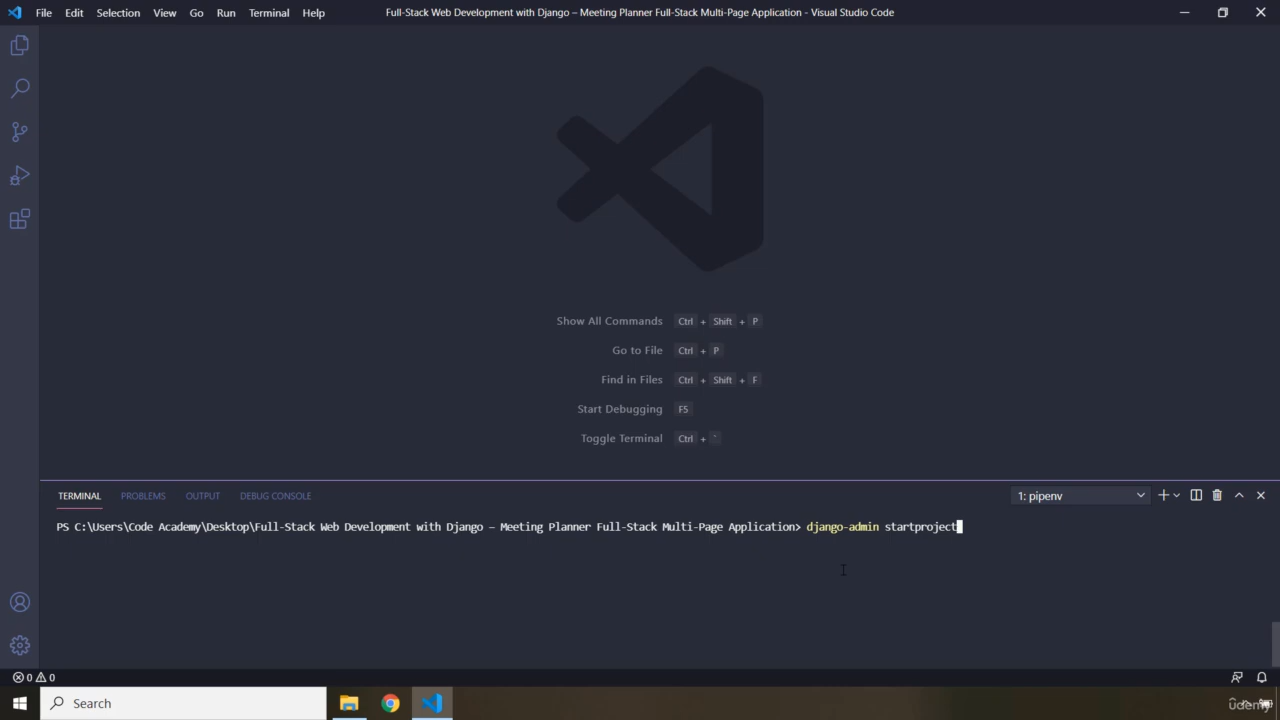 File Edit Selection View Go Run Terminal Help
Full-Stack Web Development with Django – Meeting Planner Full-Stack Multi-Page Application - Visual Studio Code
Show All Commands Ctrl + Shift + P
Go to File Ctrl + P
Find in Files Ctrl + Shift + F
Start Debugging F5
Toggle Terminal Ctrl + `
TERMINAL PROBLEMS OUTPUT DEBUG CONSOLE 1: pipenv
PS C:\Users\Code Academy\Desktop\Full-Stack Web Development with Django – Meeting Planner Full-Stack Multi-Page Application> django-admin startproject
0 0
Search
udemy